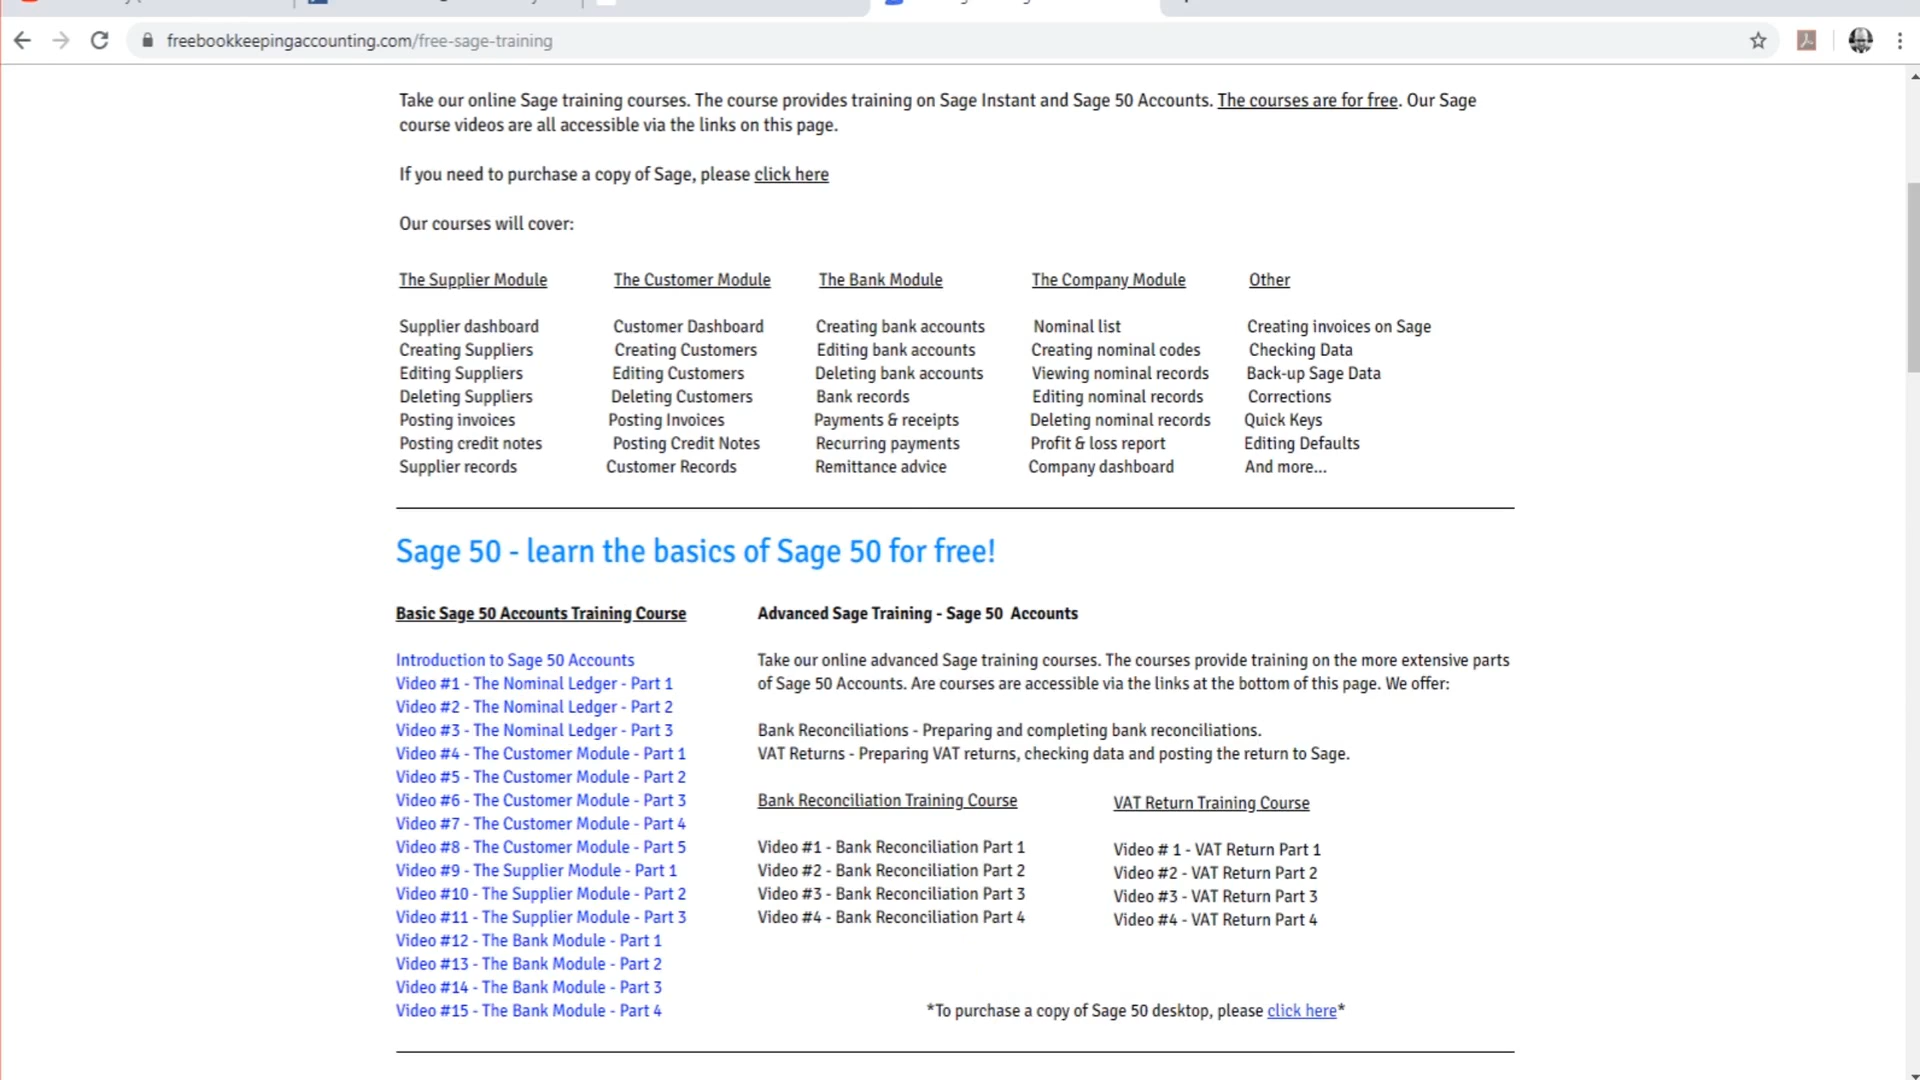 freebookkeepingaccounting.com/free-sage-training
Take our online Sage training courses. The course provides training on Sage Instant and Sage 50 Accounts. The courses are for free. Our Sage
course videos are all accessible via the links on this page.
If you need to purchase a copy of Sage, please click here
Our courses will cover:
The Supplier Module
Supplier dashboard
Creating Suppliers
Editing Suppliers
Deleting Suppliers
Posting invoices
Posting credit notes
Supplier records
The Customer Module
Customer Dashboard
Creating Customers
Editing Customers
Deleting Customers
Posting Invoices
Posting Credit Notes
Customer Records
The Bank Module
Creating bank accounts
Editing bank accounts
Deleting bank accounts
Bank records
Payments & receipts
Recurring payments
Remittance advice
The Company Module
Nominal list
Creating nominal codes
Viewing nominal records
Editing nominal records
Deleting nominal records
Profit & loss report
Company dashboard
Other
Creating invoices on Sage
Checking Data
Back-up Sage Data
Corrections
Quick Keys
Editing Defaults
And more...
Sage 50 - learn the basics of Sage 50 for free!
Basic Sage 50 Accounts Training Course
Introduction to Sage 50 Accounts
Video #1 - The Nominal Ledger - Part 1
Video #2 - The Nominal Ledger - Part 2
Video #3 - The Nominal Ledger - Part 3
Video #4 - The Customer Module - Part 1
Video #5 - The Customer Module - Part 2
Video #6 - The Customer Module - Part 3
Video #7 - The Customer Module - Part 4
Video #8 - The Customer Module - Part 5
Video #9 - The Supplier Module - Part 1
Video #10 - The Supplier Module - Part 2
Video #11 - The Supplier Module - Part 3
Video #12 - The Bank Module - Part 1
Video #13 - The Bank Module - Part 2
Video #14 - The Bank Module - Part 3
Video #15 - The Bank Module - Part 4
Advanced Sage Training - Sage 50 Accounts
Take our online advanced Sage training courses. The courses provide training on the more extensive parts
of Sage 50 Accounts. Are courses are accessible via the links at the bottom of this page. We offer:
Bank Reconciliations - Preparing and completing bank reconciliations.
VAT Returns - Preparing VAT returns, checking data and posting the return to Sage.
Bank Reconciliation Training Course
Video #1 - Bank Reconciliation Part 1
Video #2 - Bank Reconciliation Part 2
Video #3 - Bank Reconciliation Part 3
Video #4 - Bank Reconciliation Part 4
VAT Return Training Course
Video # 1 - VAT Return Part 1
Video #2 - VAT Return Part 2
Video #3 - VAT Return Part 3
Video #4 - VAT Return Part 4
*To purchase a copy of Sage 50 desktop, please click here*